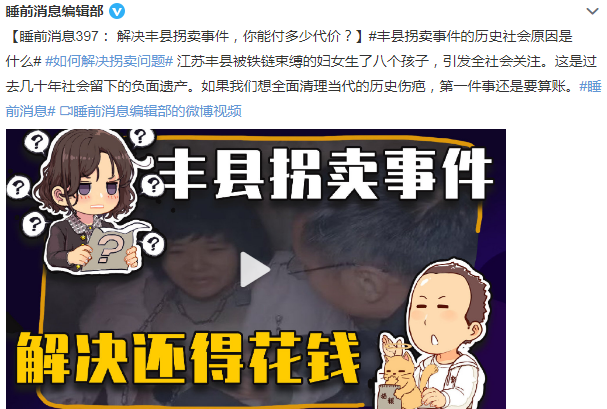 睡前消息编辑部
【睡前消息397： 解决丰县拐卖事件，你能付多少代价？】#丰县拐卖事件的历史社会原因是
什么# #如何解决拐卖问题# 江苏丰县被铁链束缚的妇女生了八个孩子，引发全社会关注。这是过
去几十年社会留下的负面遗产。如果我们想全面清理当代的历史伤疤，第一件事还是要算账。#睡
前消息# 睡前消息编辑部的微博视频
? ? ? ? ? ?
丰县拐卖事件
?
解决还得花钱